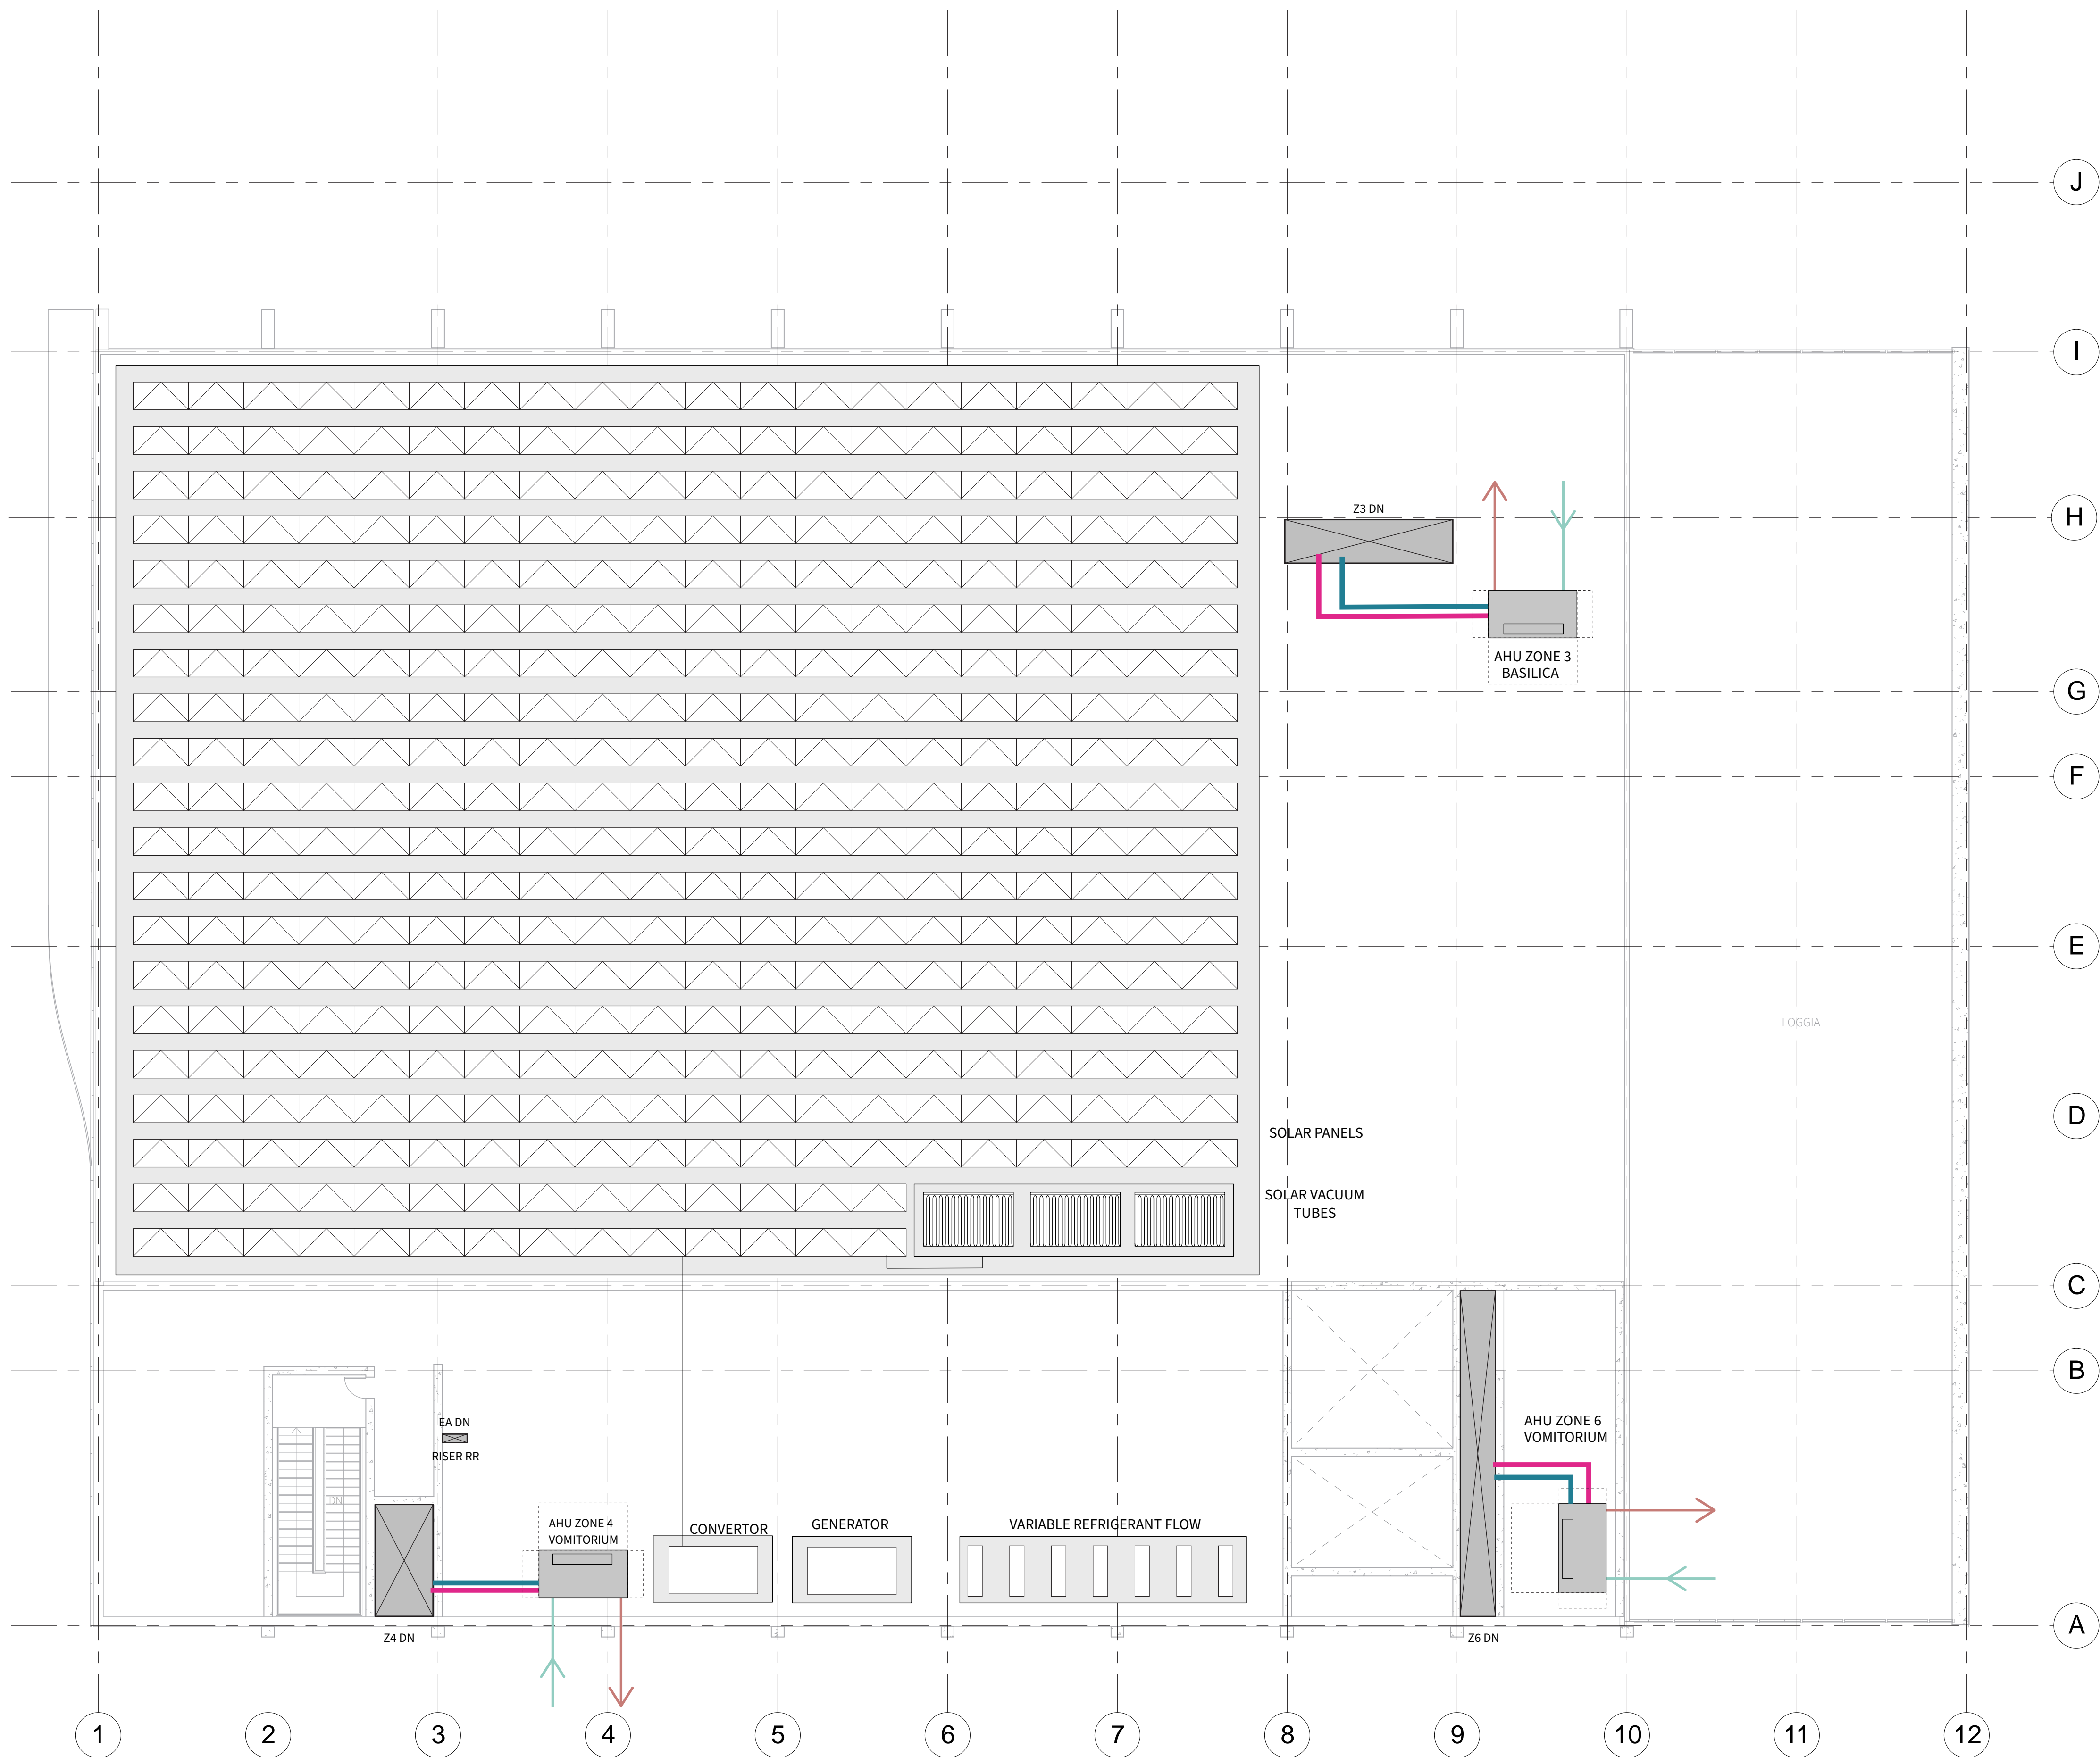 J
I
H
Z3 DN
AHU ZONE 3
BASILICA
G
F
E
LOGGIA
D
SOLAR PANELS
SOLAR VACUUM
TUBES
C
B
EA DN
RISER RR
AHU ZONE 6
VOMITORIUM
DN
AHU ZONE 4
VOMITORIUM
CONVERTOR
GENERATOR
VARIABLE REFRIGERANT FLOW
A
Z4 DN
Z6 DN
1 2 3 4 5 6 7 8 9 10 11 12